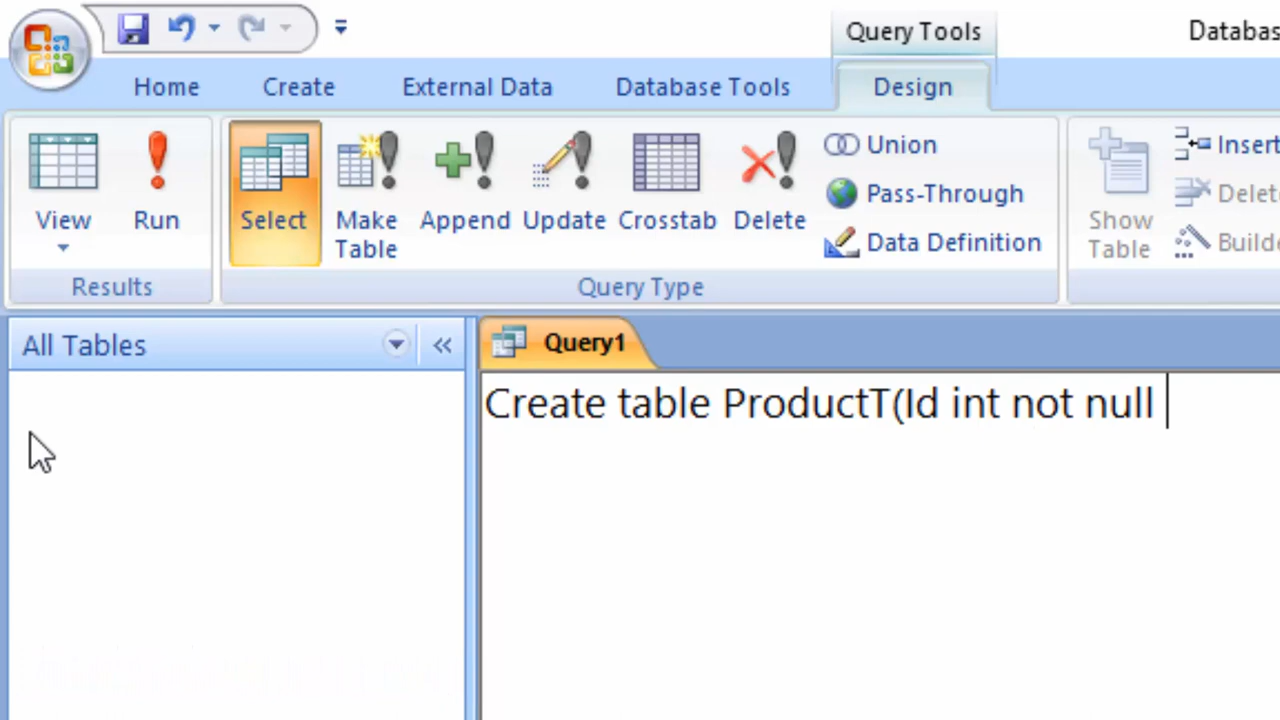 Query Tools
Databas
Home Create External Data Database Tools Design
View Run Select Make Table Append Update Crosstab Delete
Union
Pass-Through
Data Definition
Show Table
Insert
Delete
Builde
Results Query Type
All Tables «
Query1
Create table ProductT(Id int not null